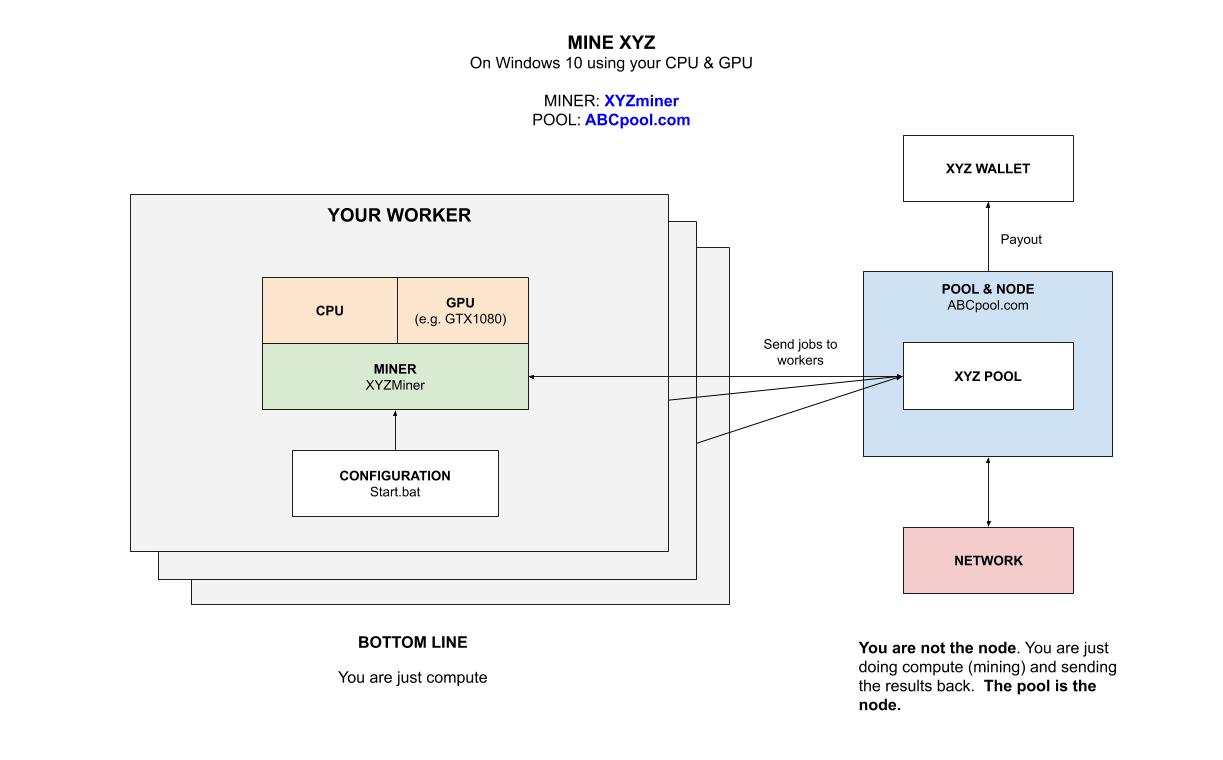 MINE XYZ
On Windows 10 using your CPU & GPU
MINER: XYZminer
POOL: ABCpool.com
XYZ WALLET
Payout
YOUR WORKER
CPU
GPU
(e.g. GTX1080)
MINER
XYZMiner
CONFIGURATION
Start.bat
Send jobs to
workers
POOL & NODE
ABCpool.com
XYZ POOL
NETWORK
BOTTOM LINE
You are just compute
You are not the node. You are just
doing compute (mining) and sending
the results back.  The pool is the
node.